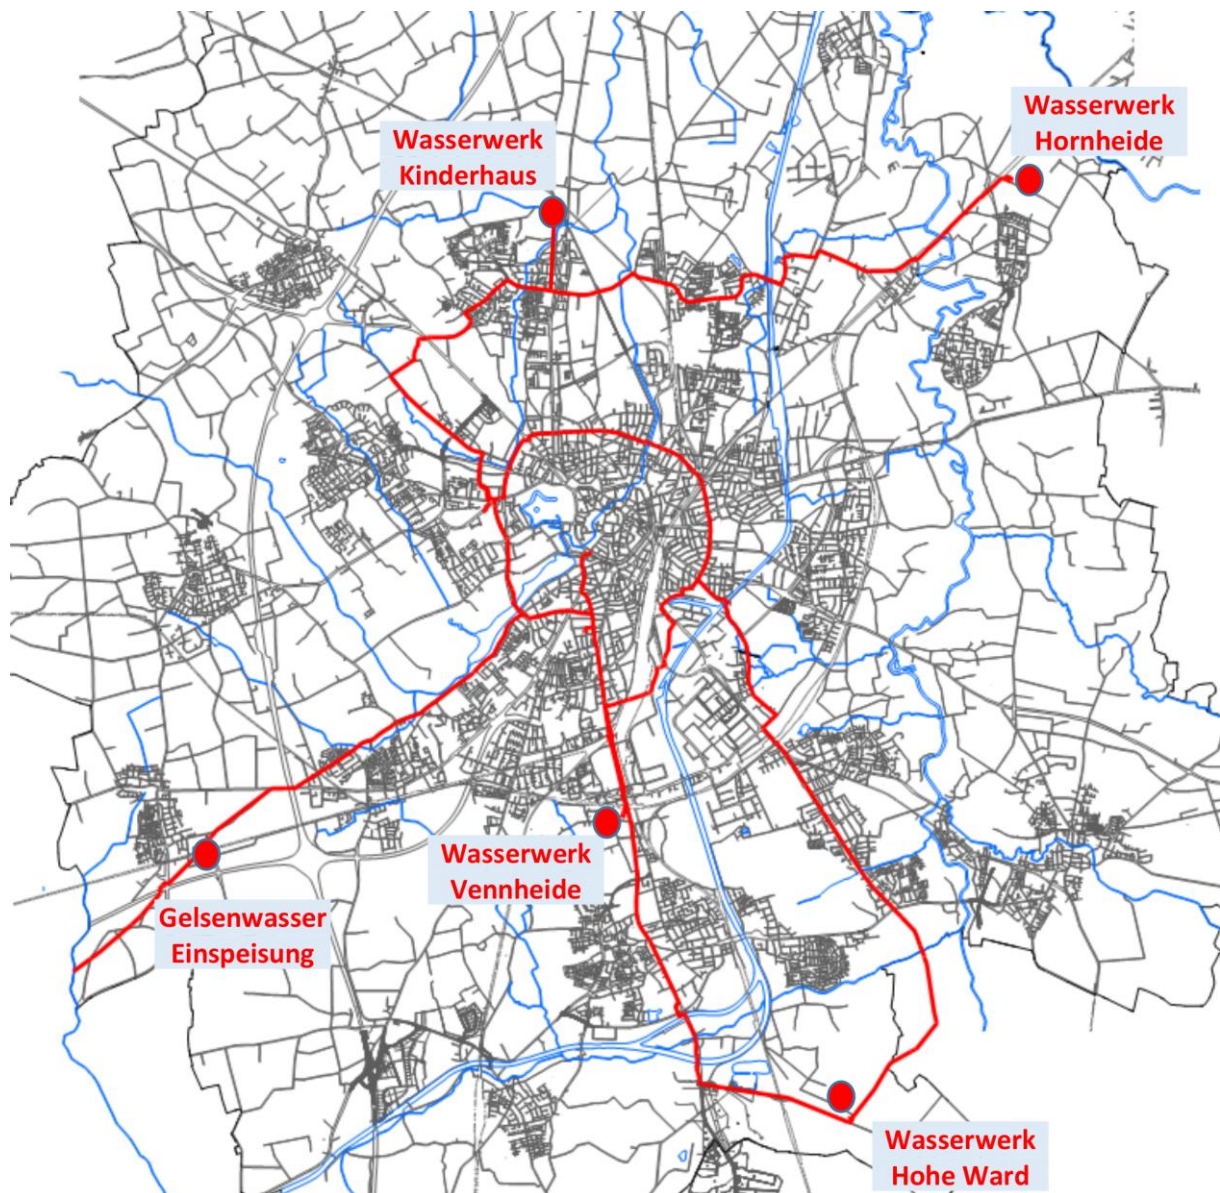 Wasserwerk
Hornheide
Wasserwerk
Kinderhaus
Wasserwerk
Vennheide
Gelsenwasser
Einspeisung
Wasserwerk
Hohe Ward